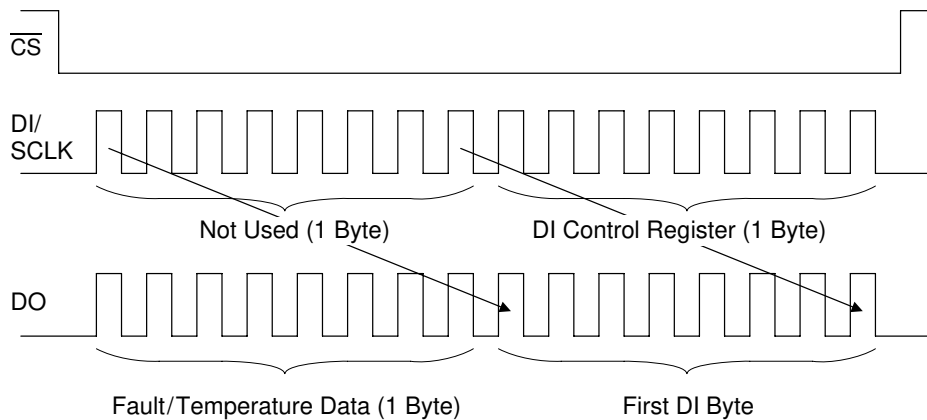 C̅S̅
DI/
SCLK
Not Used (1 Byte)
DI Control Register (1 Byte)
DO
Fault/Temperature Data (1 Byte)
First DI Byte